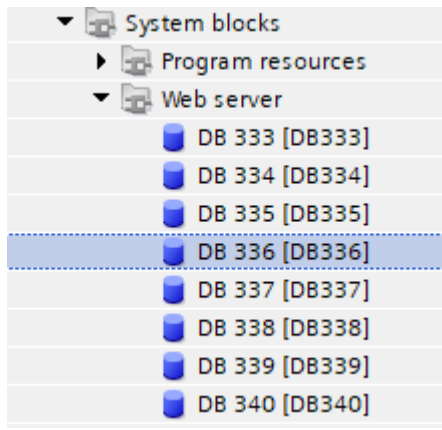 System blocks
Program resources
Web server
DB 333 [DB333]
DB 334 [DB334]
DB 335 [DB335]
DB 336 [DB336]
DB 337 [DB337]
DB 338 [DB338]
DB 339 [DB339]
DB 340 [DB340]